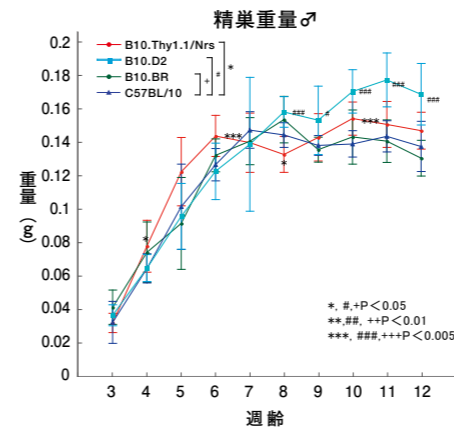 精巣重量♂
0.2
0.18
0.16
0.14
0.12
0.1
0.08
0.06
0.04
0.02
0
重量(g)
B10.Thy1.1/Nrs
B10.D2
B10.BR
C57BL/10
+
#
*
*
***
*
###
#
###
***
###
###
*, #,+P<0.05
**,##, ++P<0.01
***, ###,+++P<0.005
3 4 5 6 7 8 9 10 11 12
週齢